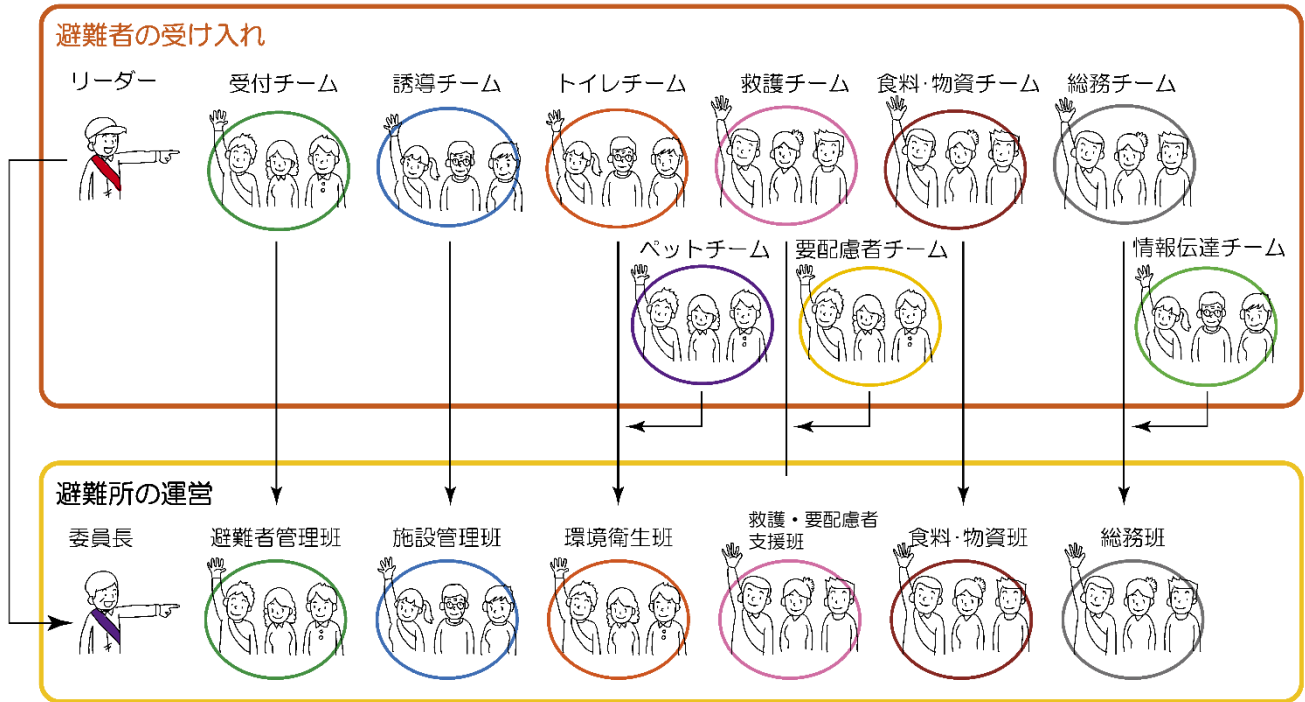 避難者の受け入れ
リーダー
受付チーム
誘導チーム
トイレチーム
救護チーム
食料・物資チーム
総務チーム
ペットチーム
要配慮者チーム
情報伝達チーム
避難所の運営
委員長
避難者管理班
施設管理班
環境衛生班
救護・要配慮者
支援班
食料・物資班
総務班